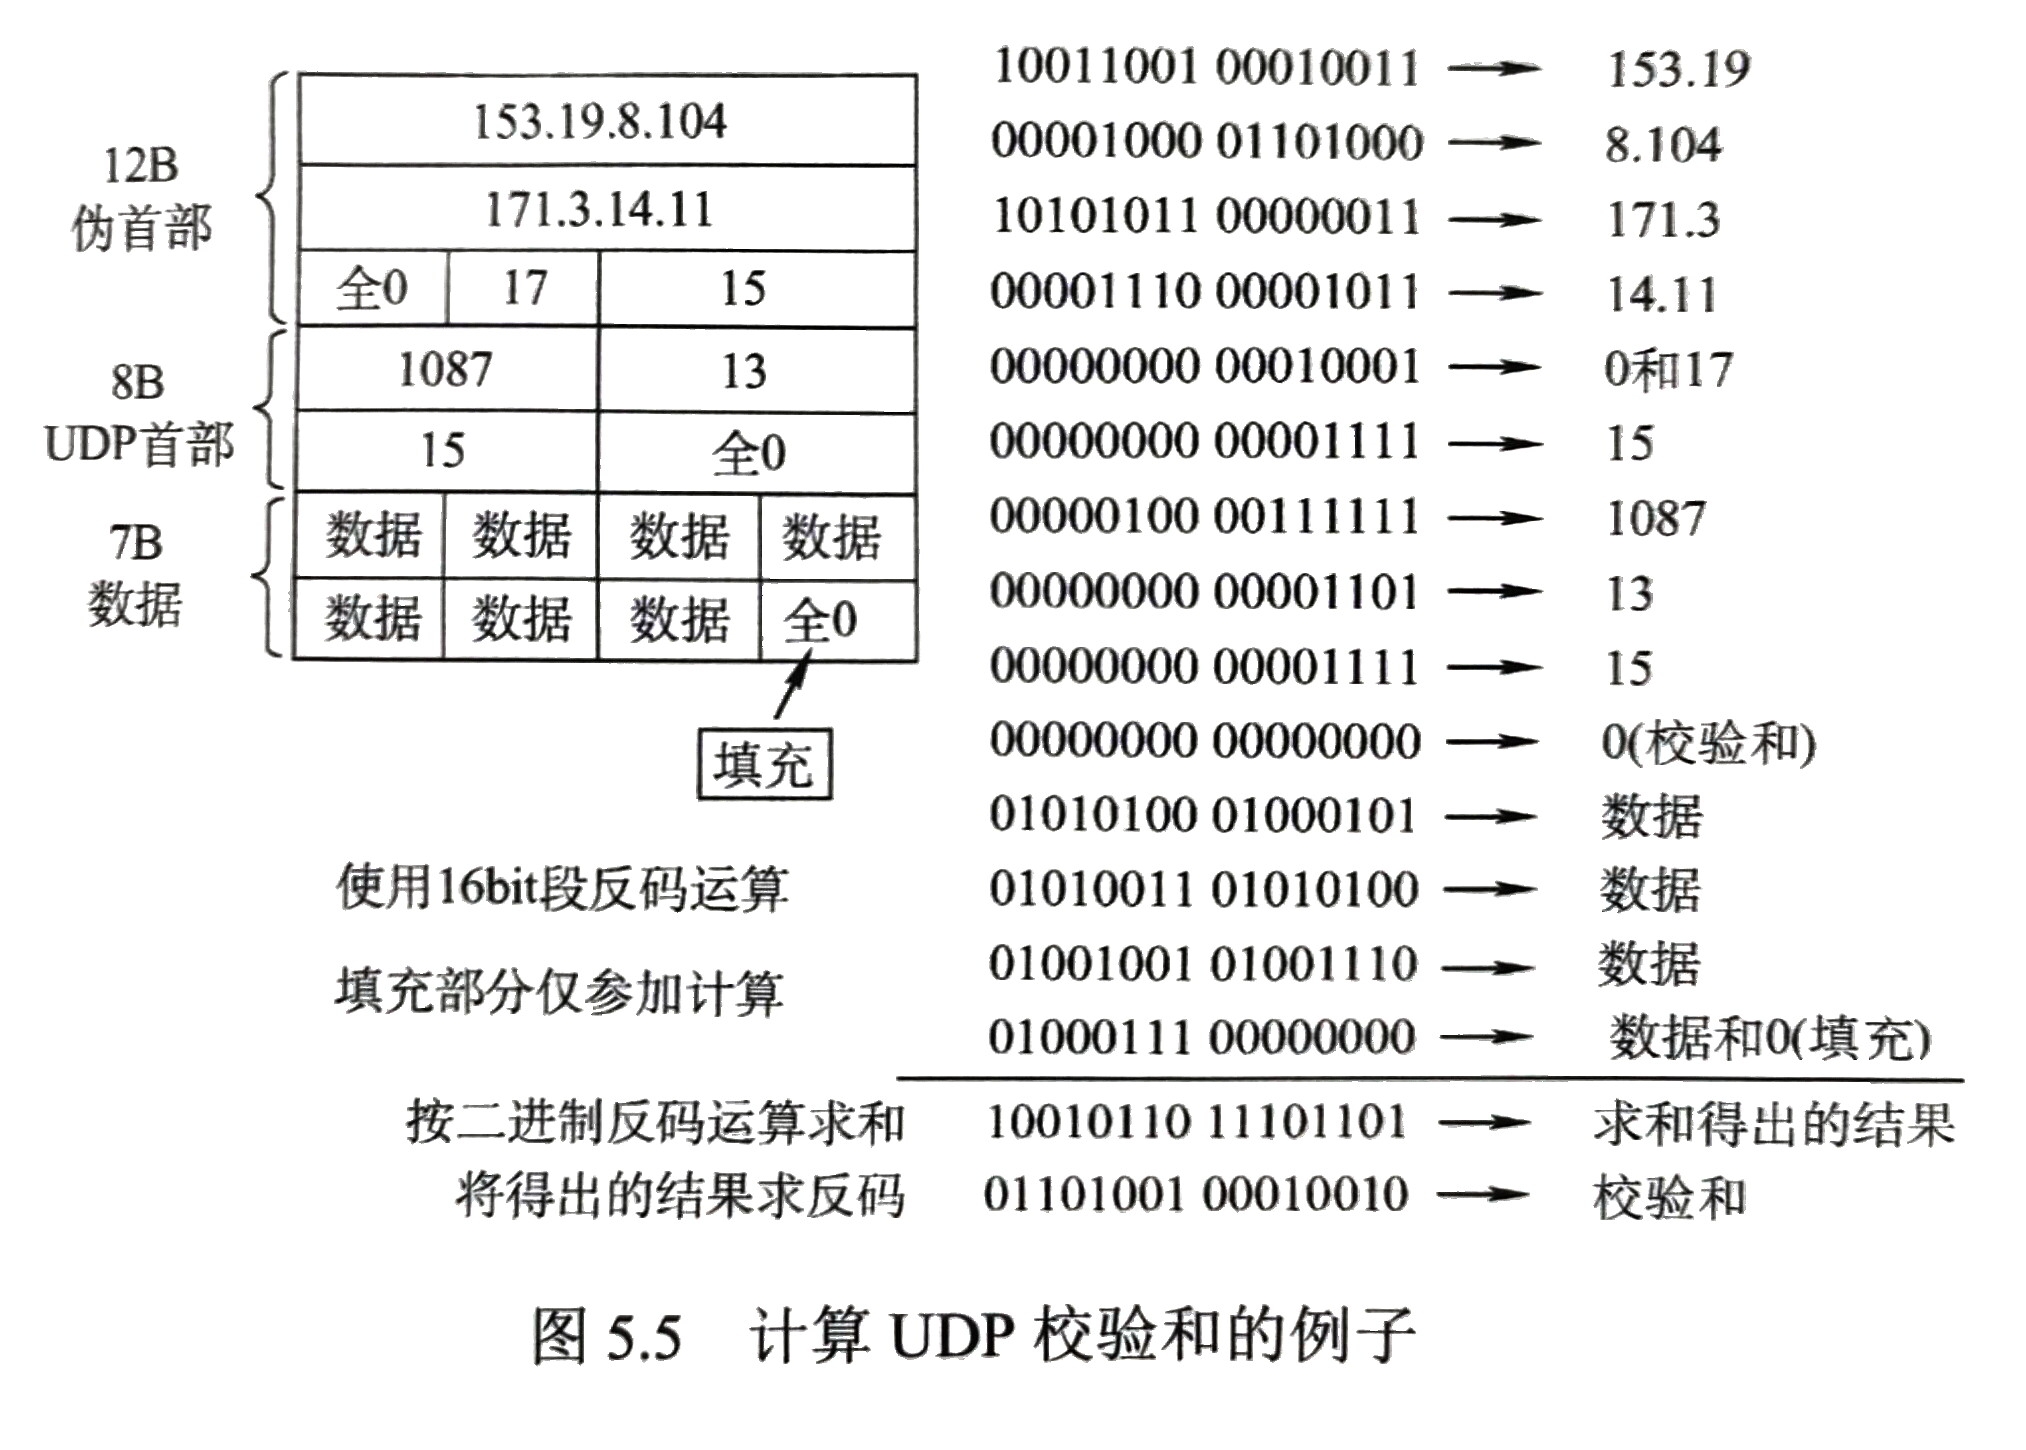 12B
伪首部
153.19.8.104
171.3.14.11
全0 17 15
8B
UDP首部
1087 13
15 全0
7B
数据
数据 数据 数据 数据
数据 数据 数据 全0
填充
使用16bit段反码运算
填充部分仅参加计算
10011001 00010011 → 153.19
00001000 01101000 → 8.104
10101011 00000011 → 171.3
00001110 00001011 → 14.11
00000000 00010001 → 0和17
00000000 00001111 → 15
00000100 00111111 → 1087
00000000 00001101 → 13
00000000 00001111 → 15
00000000 00000000 → 0(校验和)
01010100 01000101 → 数据
01010011 01010100 → 数据
01001001 01001110 → 数据
01000111 00000000 → 数据和0(填充)
按二进制反码运算求和 10010110 11101101 → 求和得出的结果
将得出的结果求反码 01101001 00010010 → 校验和
图 5.5 计算 UDP 校验和的例子